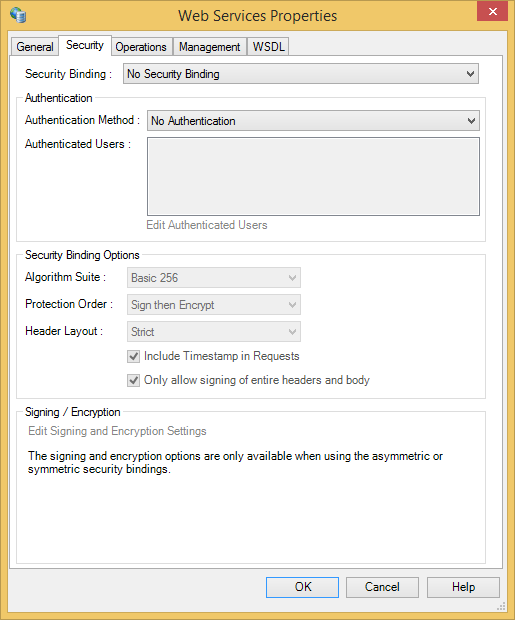 Web Services Properties
General Security Operations Management WSDL
Security Binding : No Security Binding
Authentication
Authentication Method : No Authentication
Authenticated Users :
Edit Authenticated Users
Security Binding Options
Algorithm Suite : Basic 256
Protection Order : Sign then Encrypt
Header Layout : Strict
Include Timestamp in Requests
Only allow signing of entire headers and body
Signing / Encryption
Edit Signing and Encryption Settings
The signing and encryption options are only available when using the asymmetric or
symmetric security bindings.
OK Cancel Help